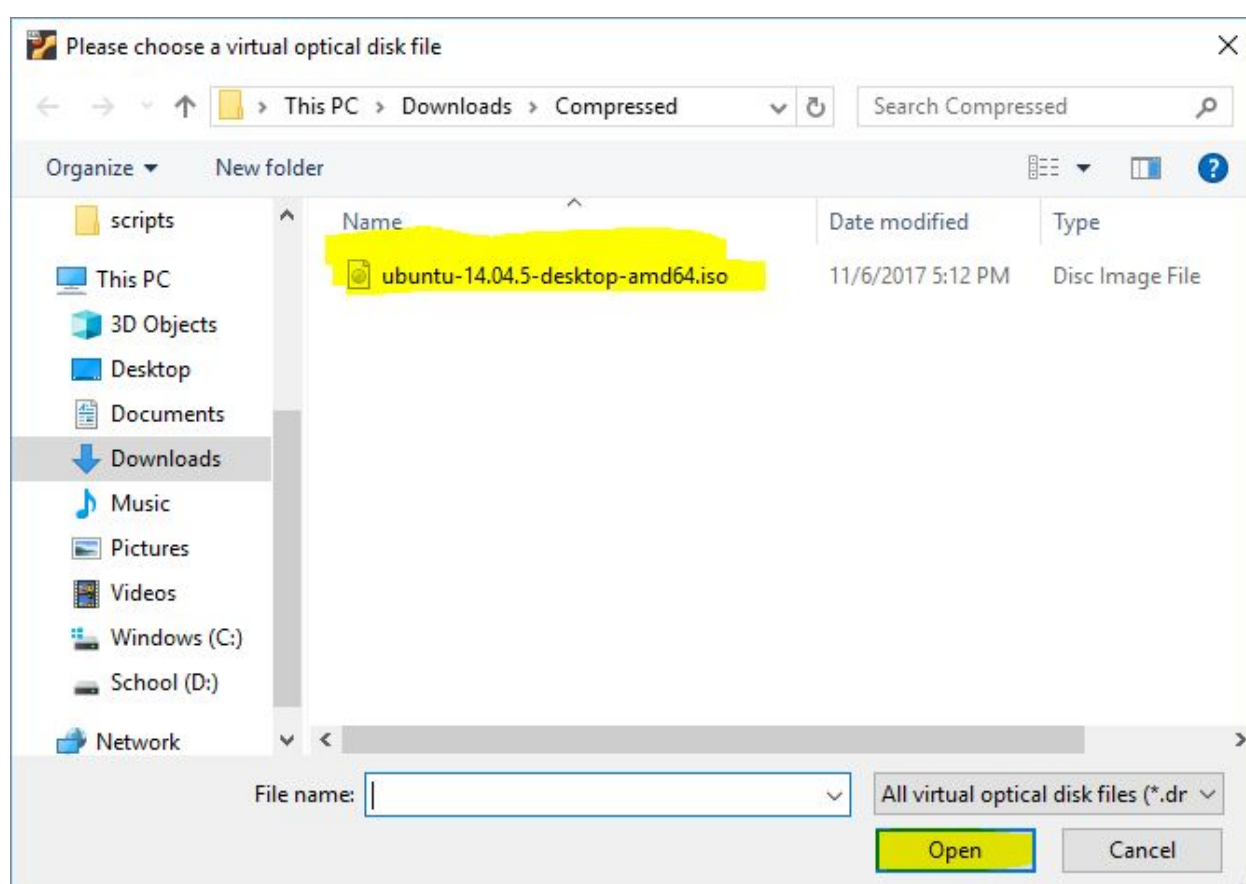 Please choose a virtual optical disk file
This PC > Downloads > Compressed
Search Compressed
Organize
New folder
Name
Date modified
Type
ubuntu-14.04.5-desktop-amd64.iso
11/6/2017 5:12 PM
Disc Image File
scripts
This PC
3D Objects
Desktop
Documents
Downloads
Music
Pictures
Videos
Windows (C:)
School (D:)
Network
File name:
All virtual optical disk files (*.dr
Open
Cancel